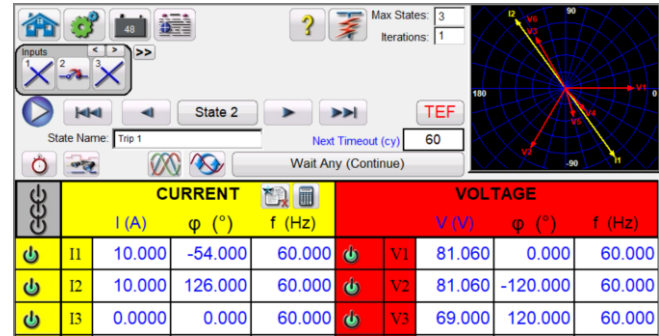 48
?
Max States: 3
Iterations: 1
Inputs < > >>
1 2 3
State 2
TEF
State Name: Trip 1
Next Timeout (cy) 60
Wait Any (Continue)
I2 V6 90
V3
180 V1 0
V4
V5
V2 -90 I1
CURRENT VOLTAGE
I (A) φ (°) f (Hz) V (V) φ (°) f (Hz)
I1 10.000 -54.000 60.000 V1 81.060 0.000 60.000
I2 10.000 126.000 60.000 V2 81.060 -120.000 60.000
I3 0.0000 0.000 60.000 V3 69.000 120.000 60.000